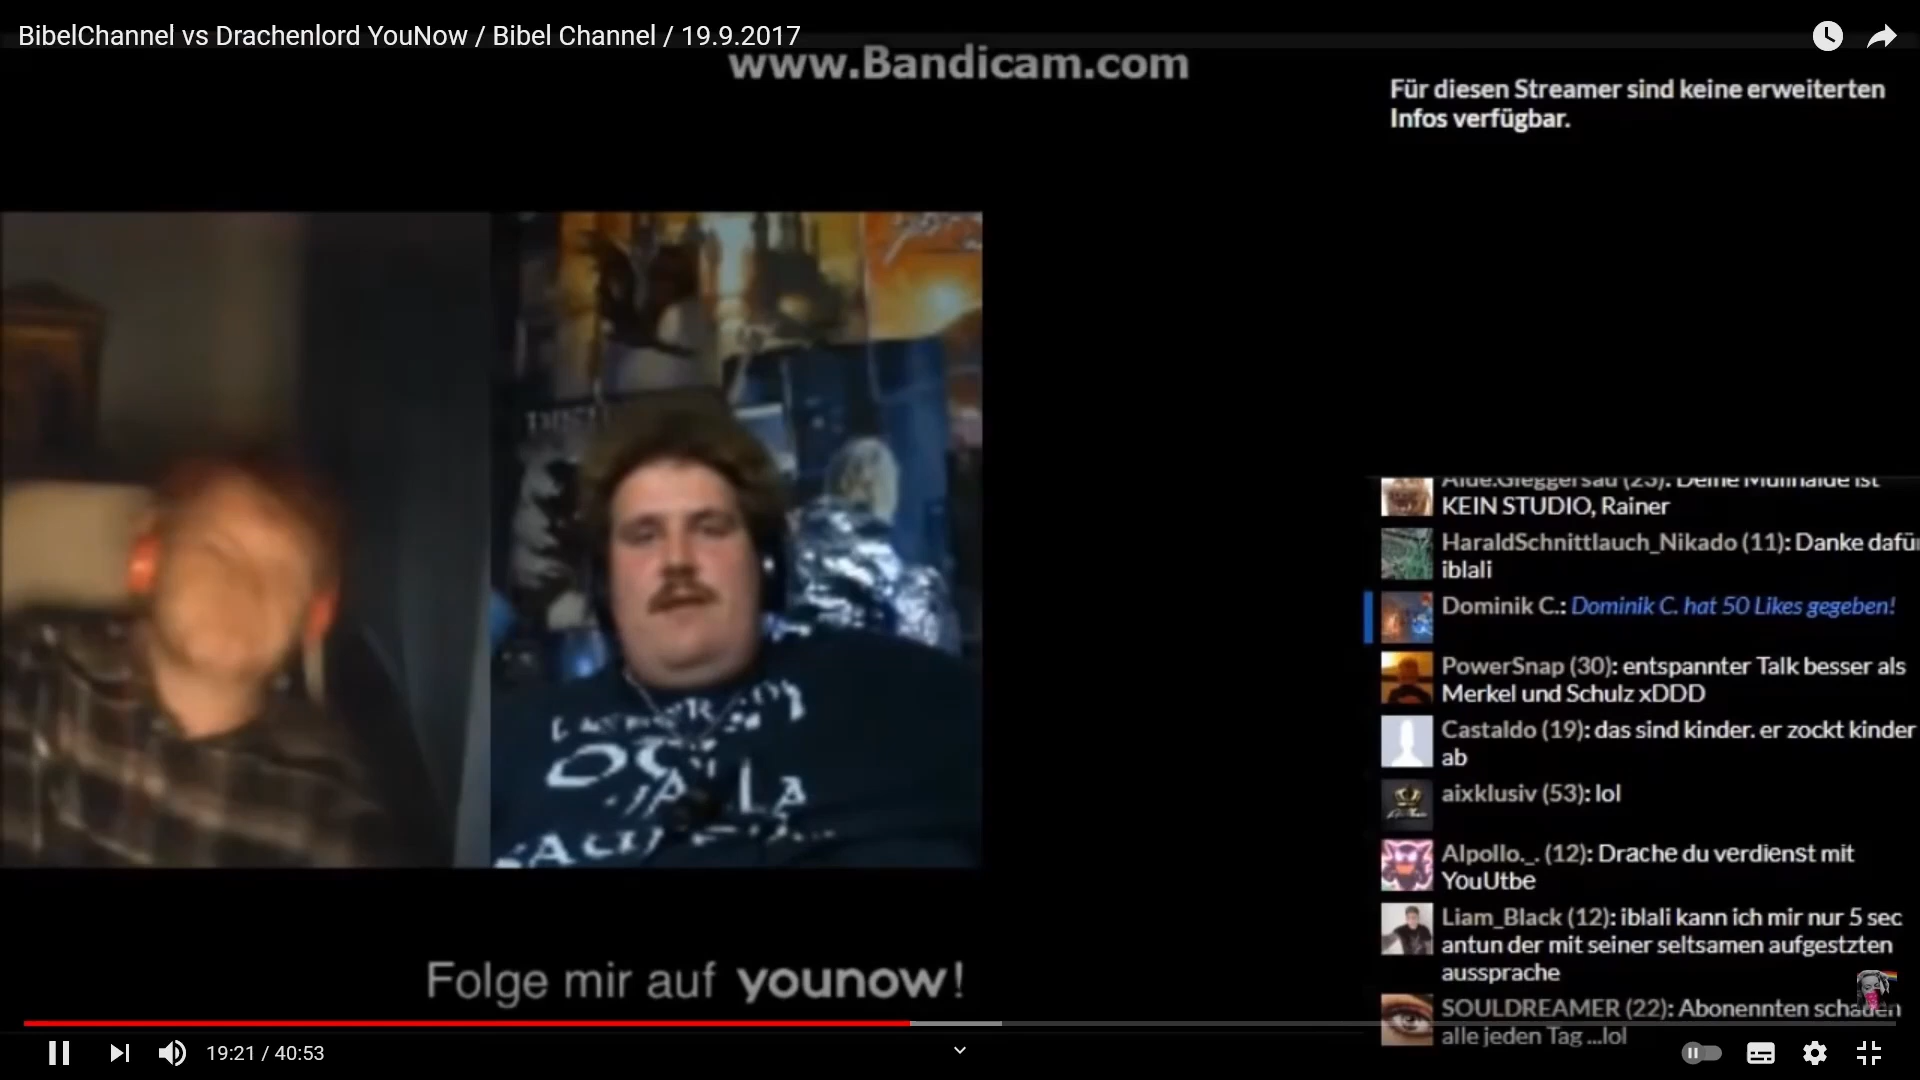 BibelChannel vs Drachenlord YouNow / Bibel Channel / 19.9.2017
www.Bandicam.com
Für diesen Streamer sind keine erweiterten
Infos verfügbar.
KEIN STUDIO, Rainer
HaraldSchnittlauch_Nikado (11): Danke dafür
iblali
Dominik C.: Dominik C. hat 50 Likes gegeben!
PowerSnap (30): entspannter Talk besser als
Merkel und Schulz xDDD
Castaldo (19): das sind kinder. er zockt kinder
ab
aixklusiv (53): lol
Alpollo._. (12): Drache du verdienst mit
YouUtbe
Liam_Black (12): iblali kann ich mir nur 5 sec
antun der mit seiner seltsamen aufgestzten
aussprache
SOULDREAMER (22): Abonennten schauen
alle jeden Tag ...lol
Folge mir auf younow!
19:21 / 40:53